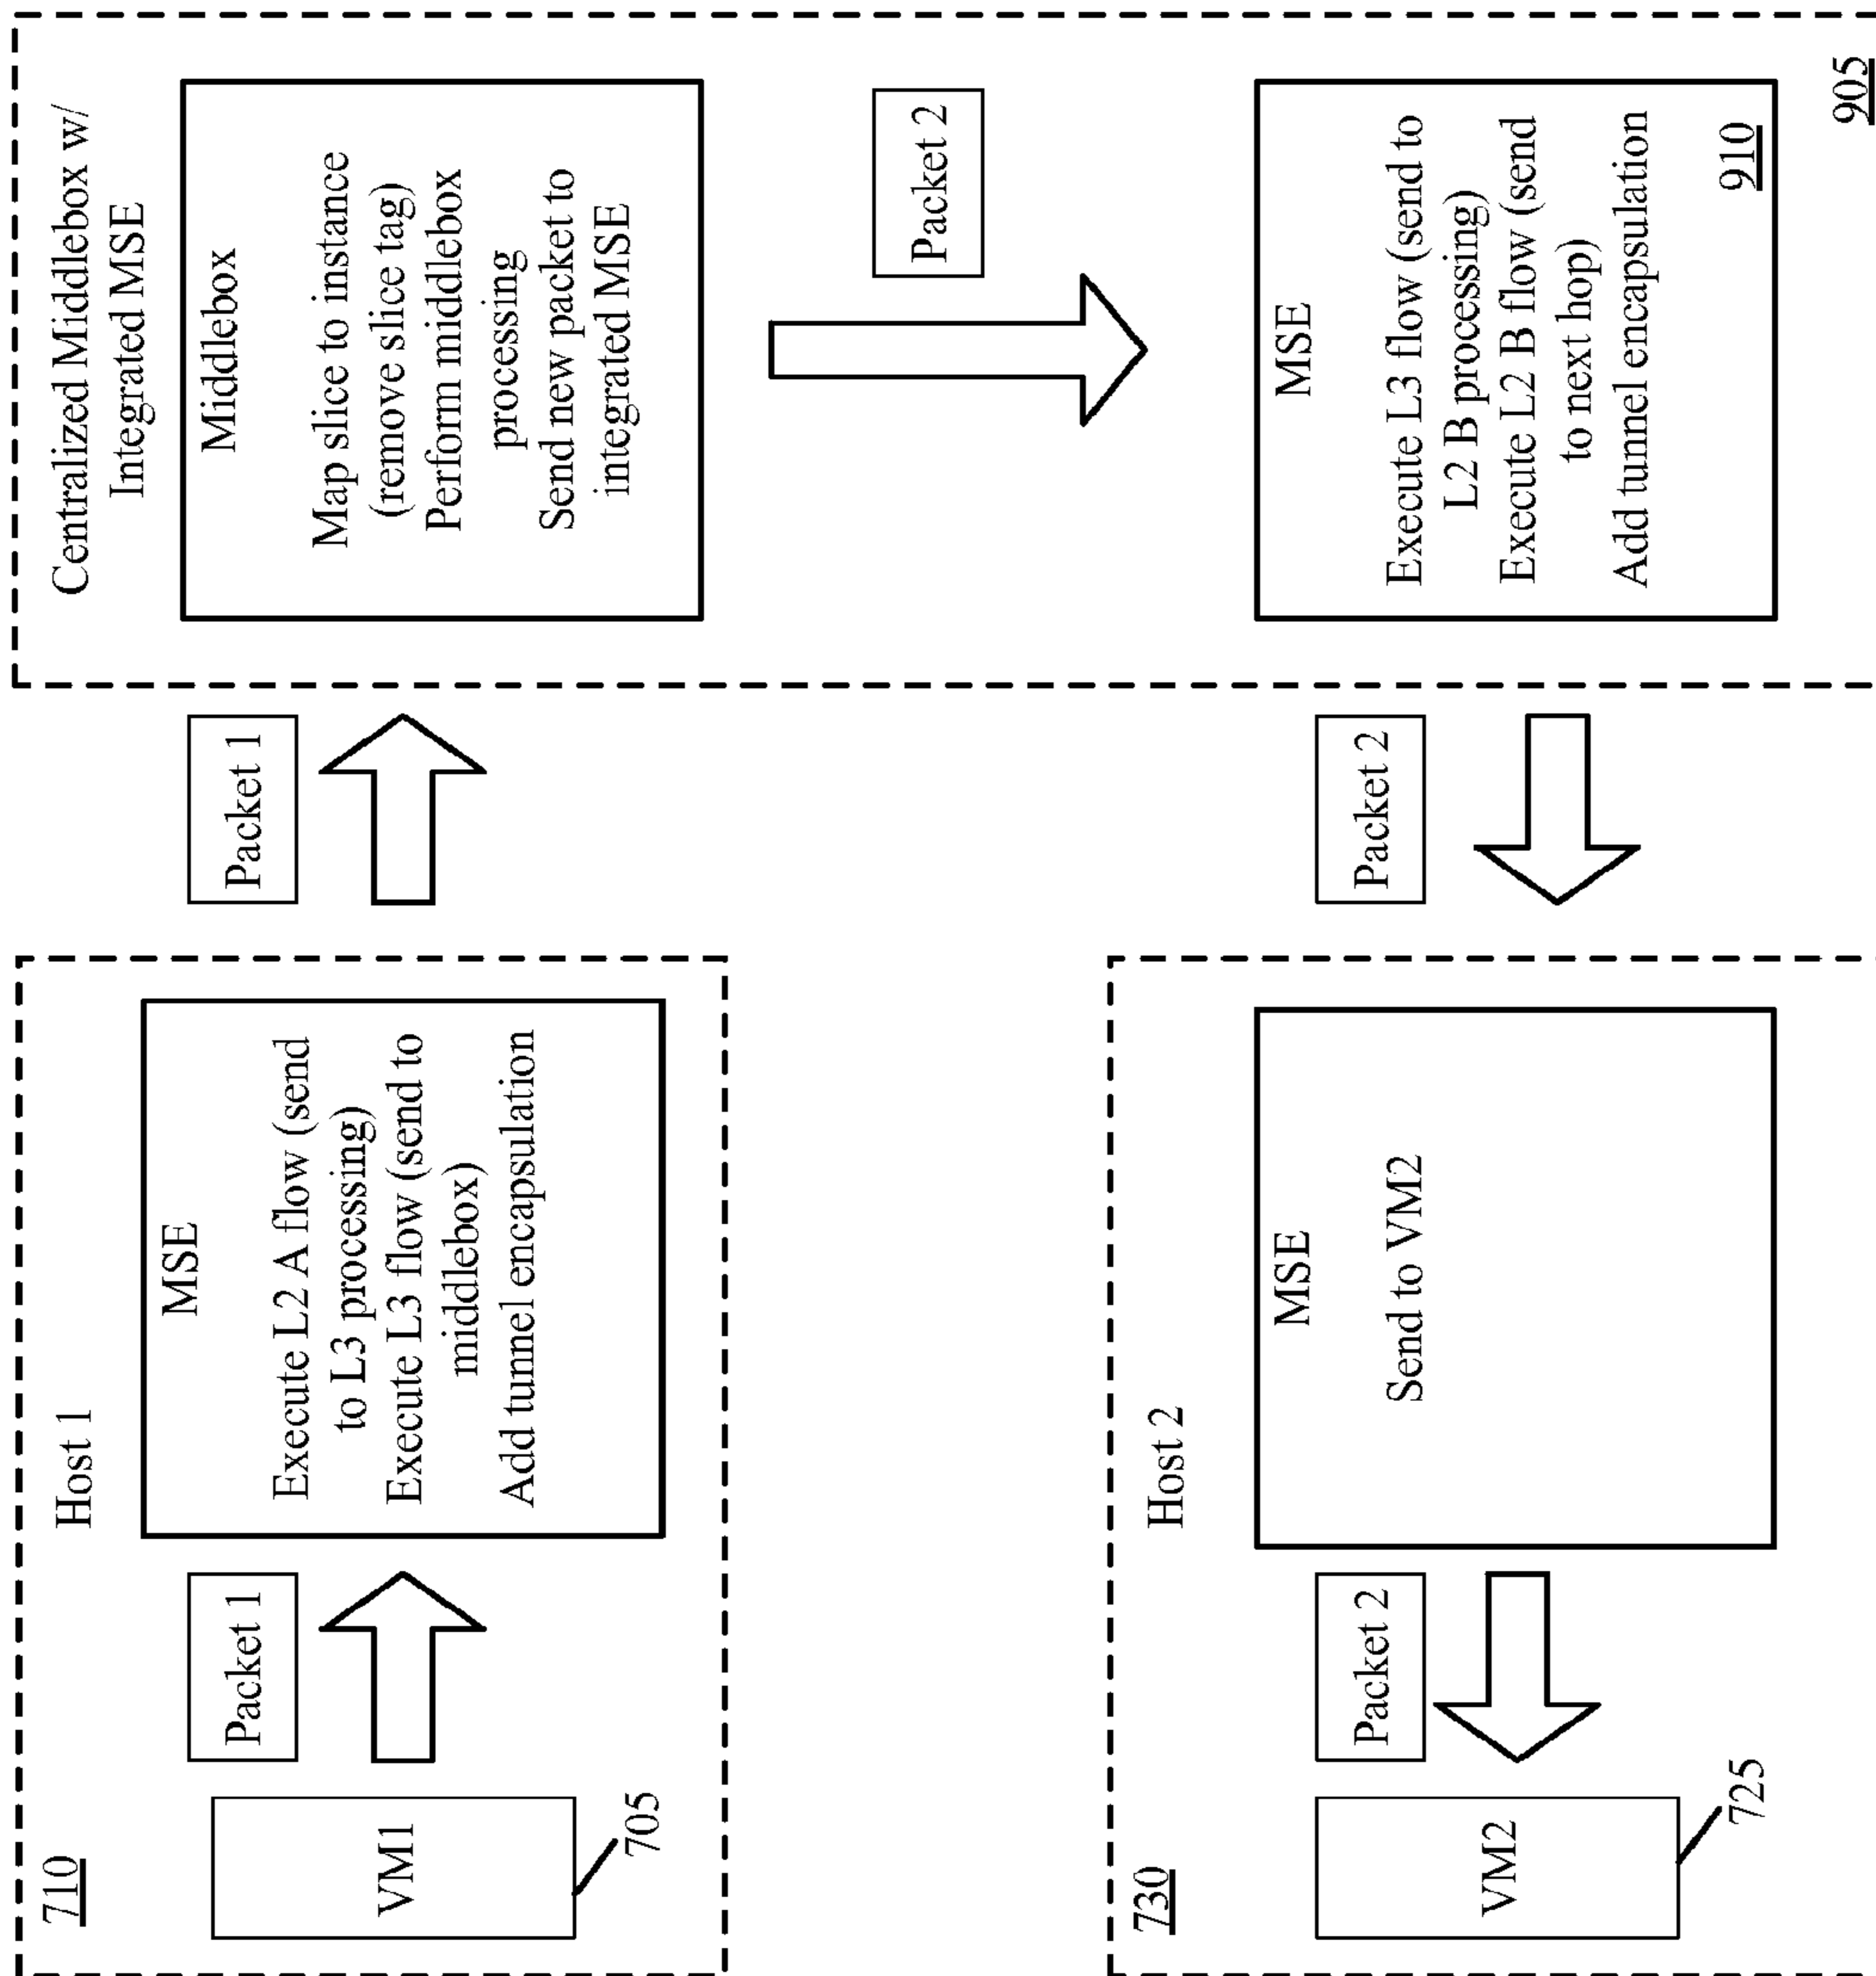 710
Host 1
VM1
705
Packet 1
MSE
Execute L2 A flow (send
to L3 processing)
Execute L3 flow (send to
middlebox)
Add tunnel encapsulation
Packet 1
Centralized Middlebox w/
Integrated MSE
Middlebox
Map slice to instance
(remove slice tag)
Perform middlebox
processing
Send new packet to
integrated MSE
Packet 2
MSE
Execute L3 flow (send to
L2 B processing)
Execute L2 B flow (send
to next hop)
Add tunnel encapsulation
910
905
Packet 2
730
Host 2
MSE
Send to VM2
Packet 2
VM2
725